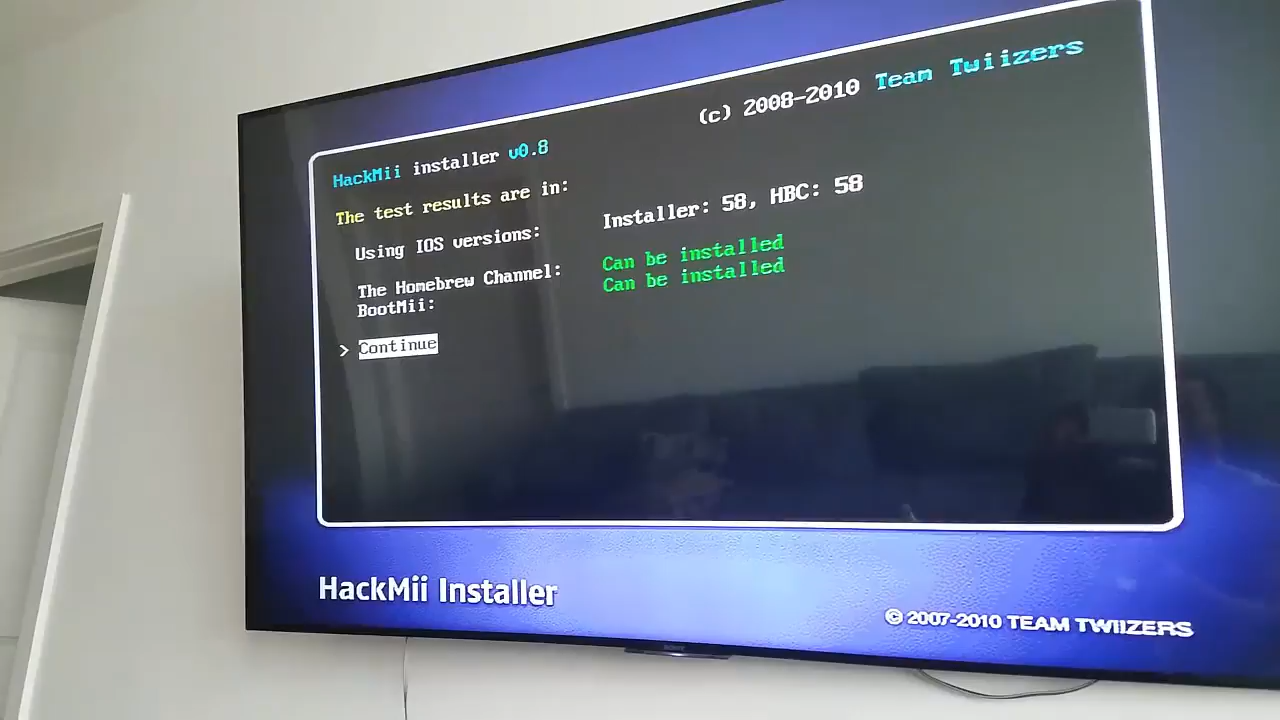 HackMii installer v0.8
(c) 2008-2010 Team Twiizers
The test results are in:
Using IOS versions: Installer: 58, HBC: 58
The Homebrew Channel: Can be installed
BootMii: Can be installed
> Continue
HackMii Installer
© 2007-2010 TEAM TWIIZERS
SONY